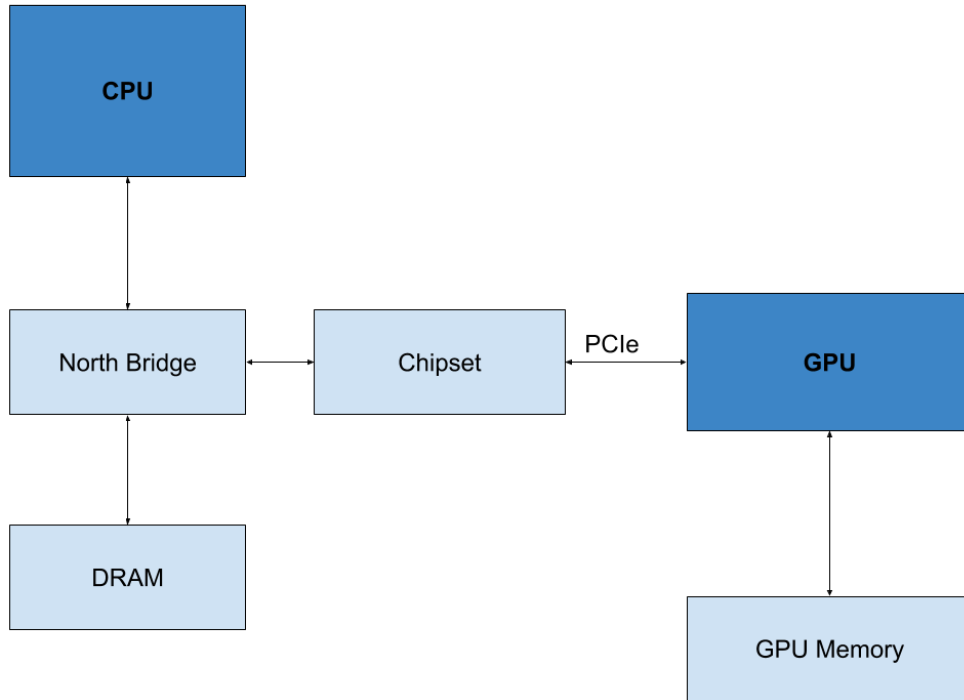 CPU
North Bridge
Chipset
PCIe
GPU
DRAM
GPU Memory